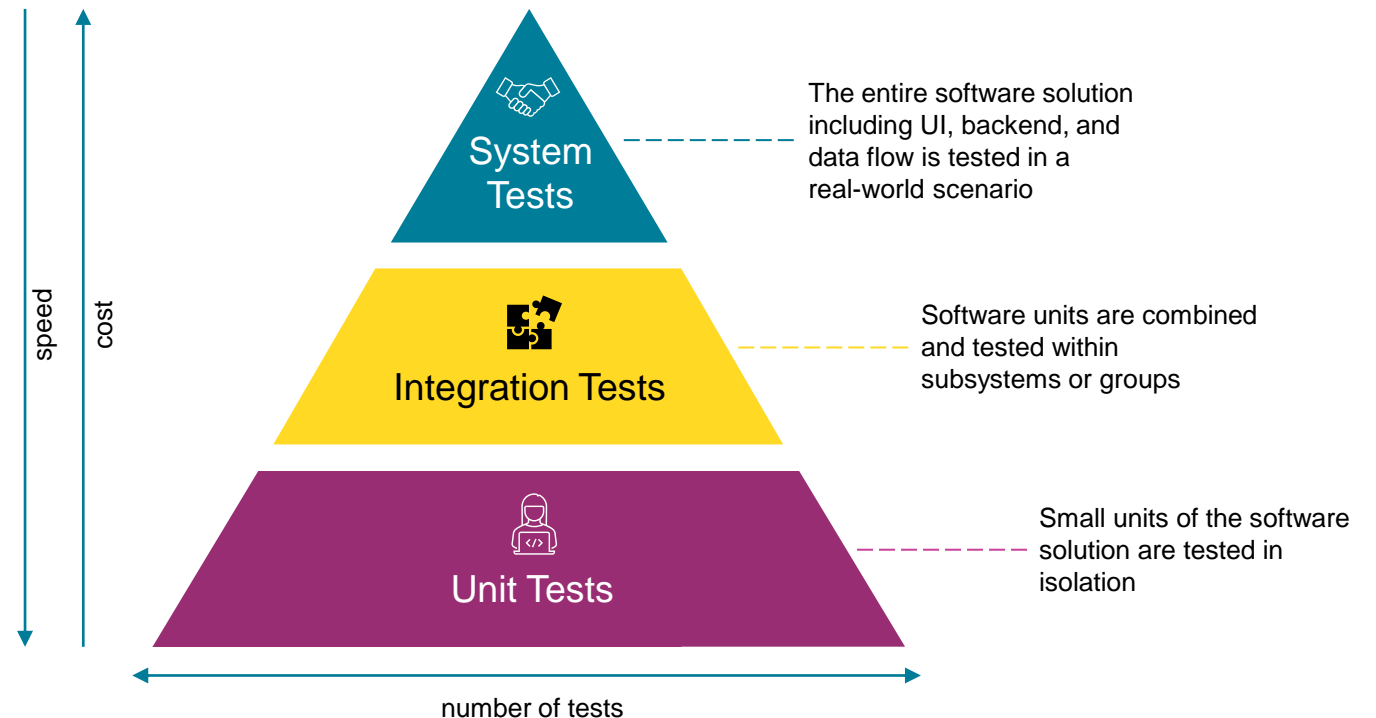 System
Tests
The entire software solution
including UI, backend, and
data flow is tested in a
real-world scenario
speed
cost
Integration Tests
Software units are combined
and tested within
subsystems or groups
</>
Unit Tests
Small units of the software
solution are tested in
isolation
number of tests